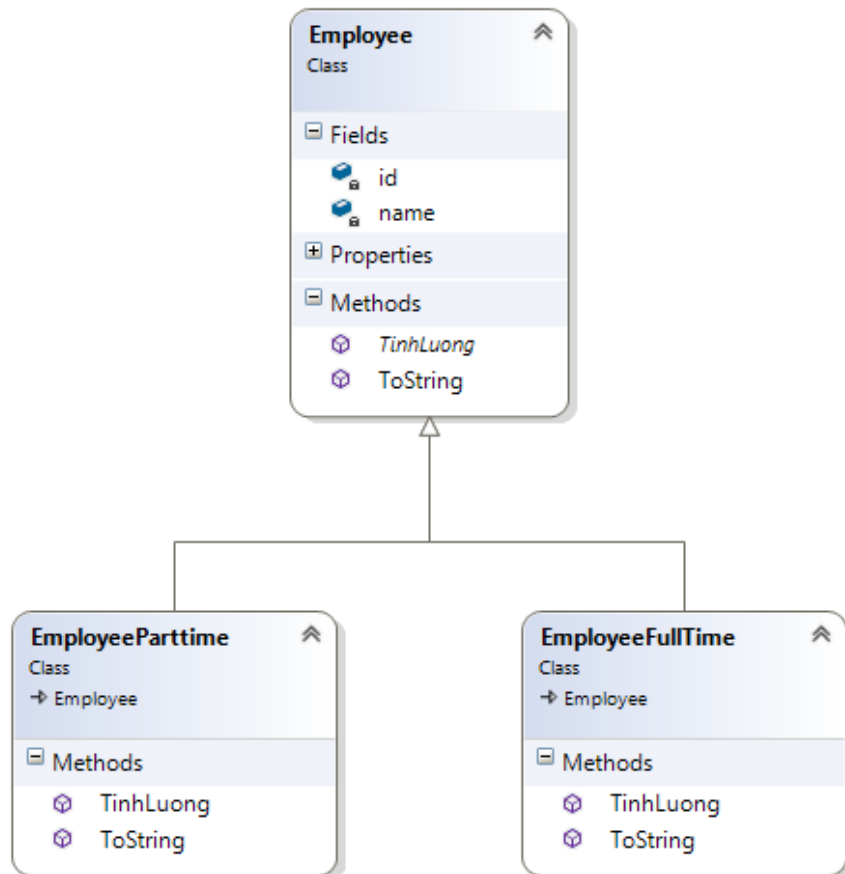 Employee
Class
Fields
id
name
Properties
Methods
TinhLuong
ToString
EmployeeParttime
Class
Employee
Methods
TinhLuong
ToString
EmployeeFullTime
Class
Employee
Methods
TinhLuong
ToString